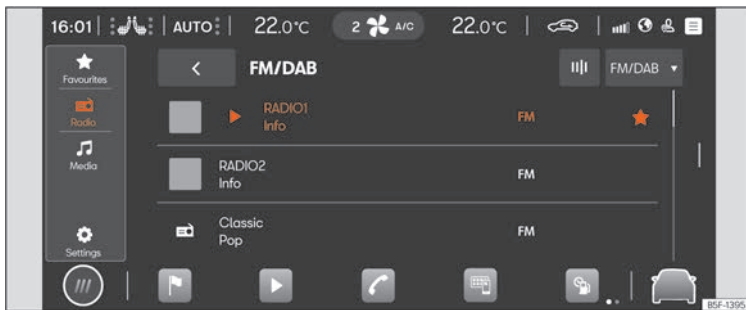 16:01 AUTO 22.0°C 2 A/C 22.0°C
Favourites
Radio
Media
Settings
FM/DAB FM/DAB
RADIO1 FM
Info
RADIO2 FM
Info
Classic FM
Pop
B5F-1395